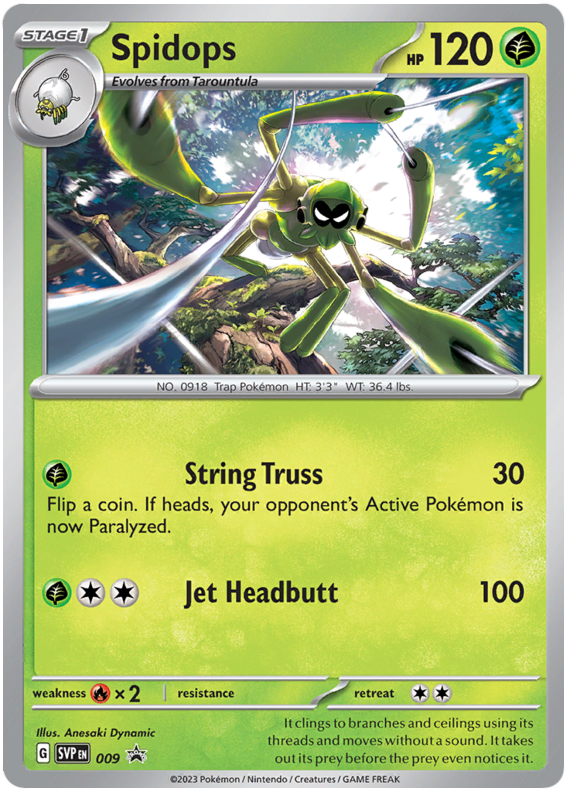 STAGE1
Spidops
HP 120
Evolves from Tarountula
NO. 0918 Trap Pokémon HT: 3'3" WT: 36.4 lbs.
String Truss 30
Flip a coin. If heads, your opponent's Active Pokémon is
now Paralyzed.
Jet Headbutt 100
weakness ×2 resistance retreat
Illus. Anesaki Dynamic
It clings to branches and ceilings using its
threads and moves without a sound. It takes
out its prey before the prey even notices it.
G SVP EN 009
©2023 Pokémon / Nintendo / Creatures / GAME FREAK